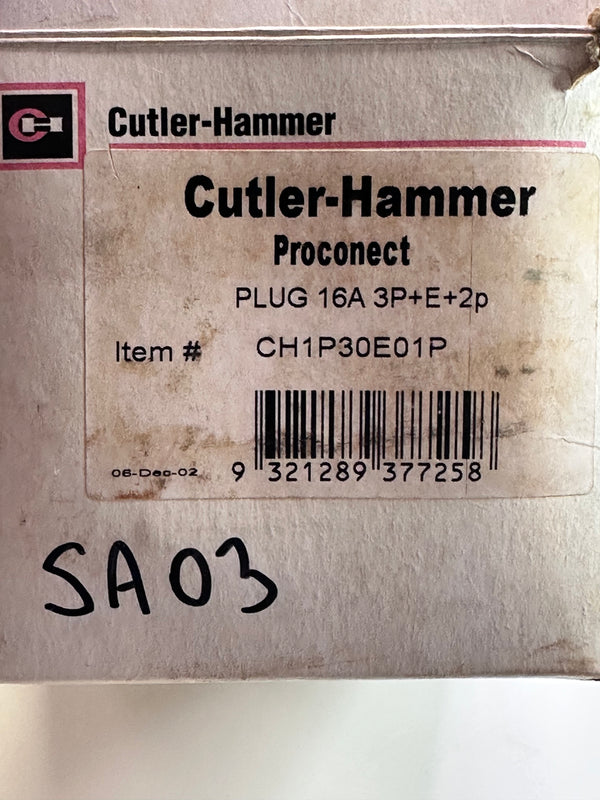 Cutler-Hammer
Cutler-Hammer
Proconect
PLUG 16A 3P+E+2p
Item # CH1P30E01P
06-Dec-02 9 321289 377258
SA03